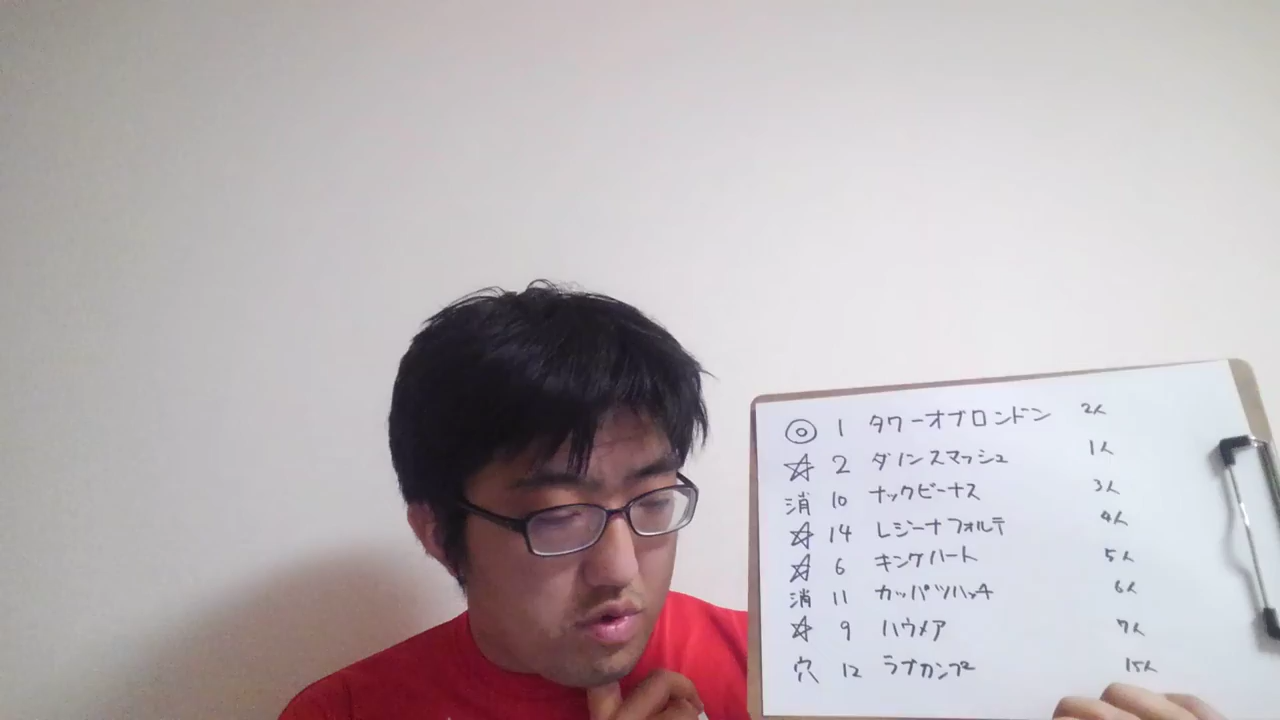 ◎ 1 タワーオブロンドン 2人
☆ 2 ダノンスマッシュ 1人
消 10 ナックビーナス 3人
☆ 14 レジーナフォルテ 4人
☆ 6 キングハート 5人
消 11 カッパツハッチ 6人
☆ 9 ハウメア 7人
穴 12 ラブカンプー 15人